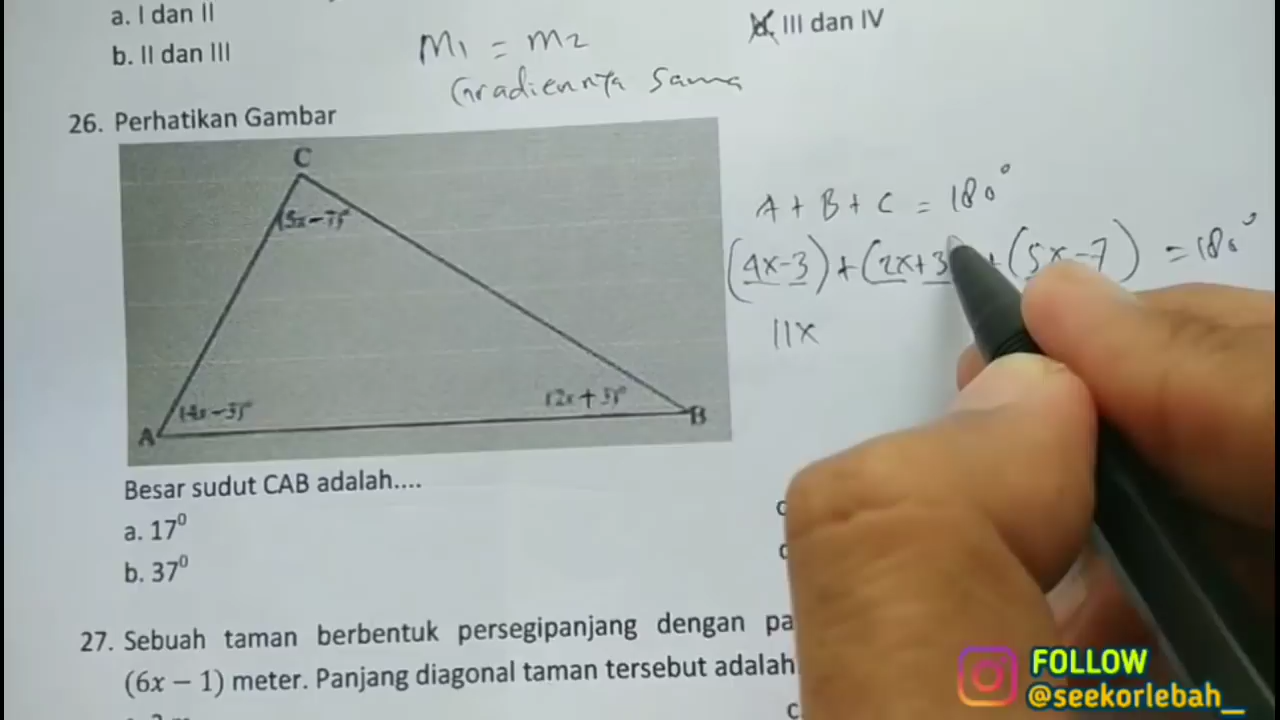 a. I dan II
b. II dan III
III dan IV
M1 = M2
Gradiennya Sama
26. Perhatikan Gambar
C
(5x-7)°
(4x-3)°
(2x+3)°
A
B
A + B + C = 180°
(4x-3)+(2x+3 +(5x-7) = 180°
11x
Besar sudut CAB adalah....
a. 17⁰
b. 37⁰
27. Sebuah taman berbentuk persegipanjang dengan
(6x − 1) meter. Panjang diagonal taman tersebut adalah
FOLLOW
@seekorlebah_